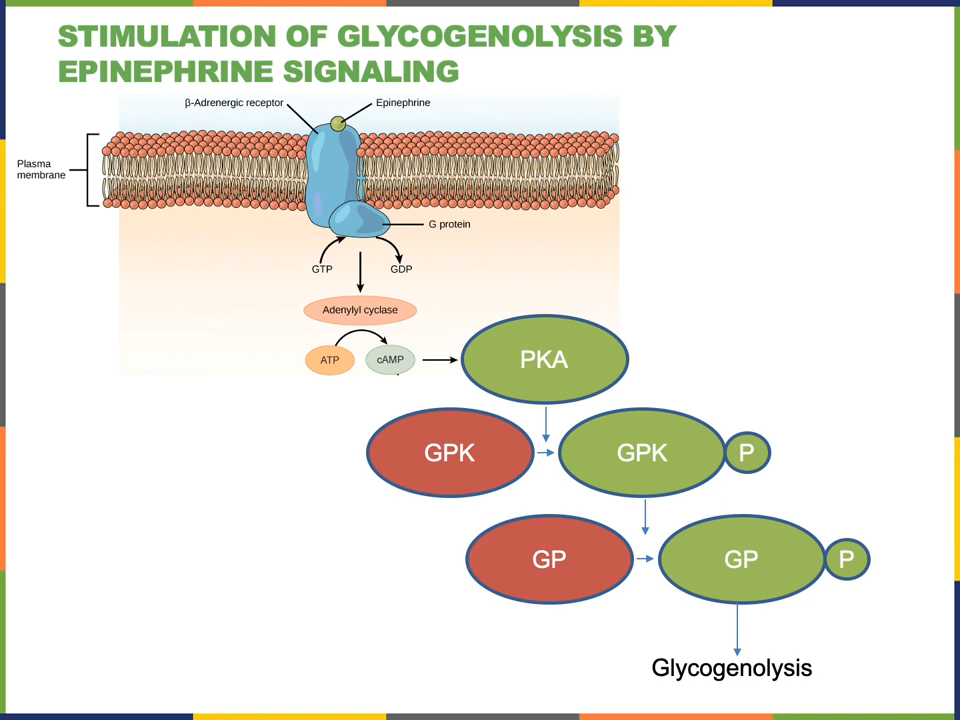 STIMULATION OF GLYCOGENOLYSIS BY
EPINEPHRINE SIGNALING
β-Adrenergic receptor
Epinephrine
Plasma
membrane
G protein
GTP
GDP
Adenylyl cyclase
ATP
cAMP
PKA
GPK
GPK
P
GP
GP
P
Glycogenolysis